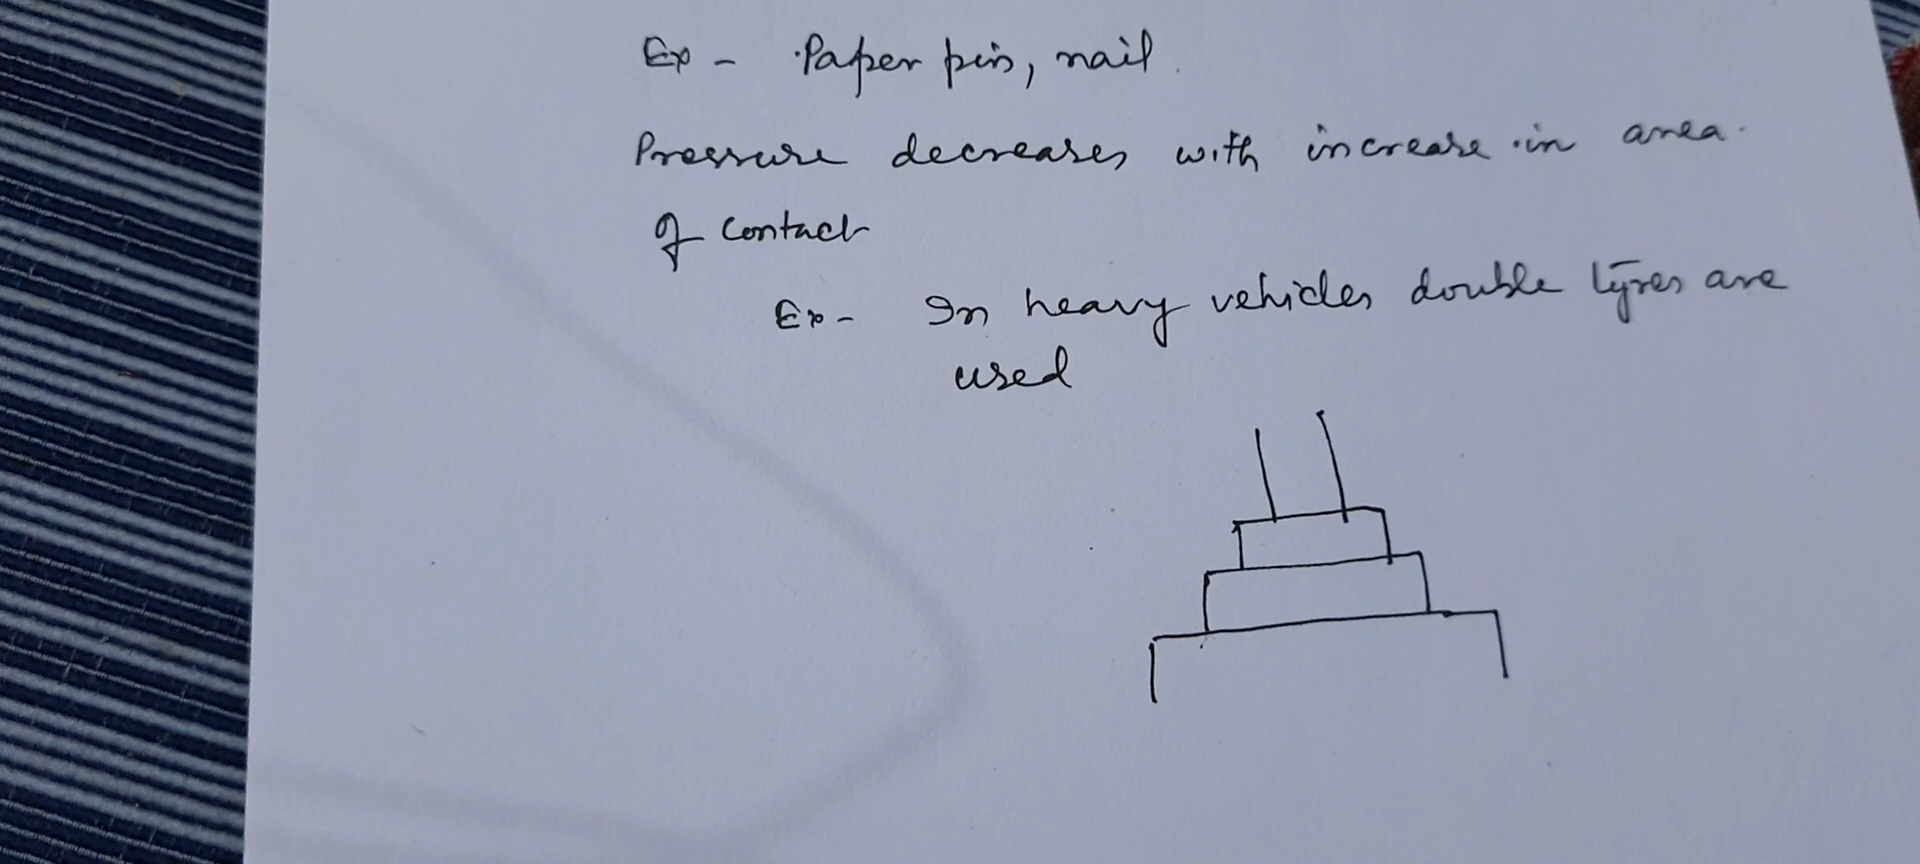 Ex - Paper pin, nail.
Pressure decreases with increase in area
of contact
Ex- In heavy vehicles double tyres are
used